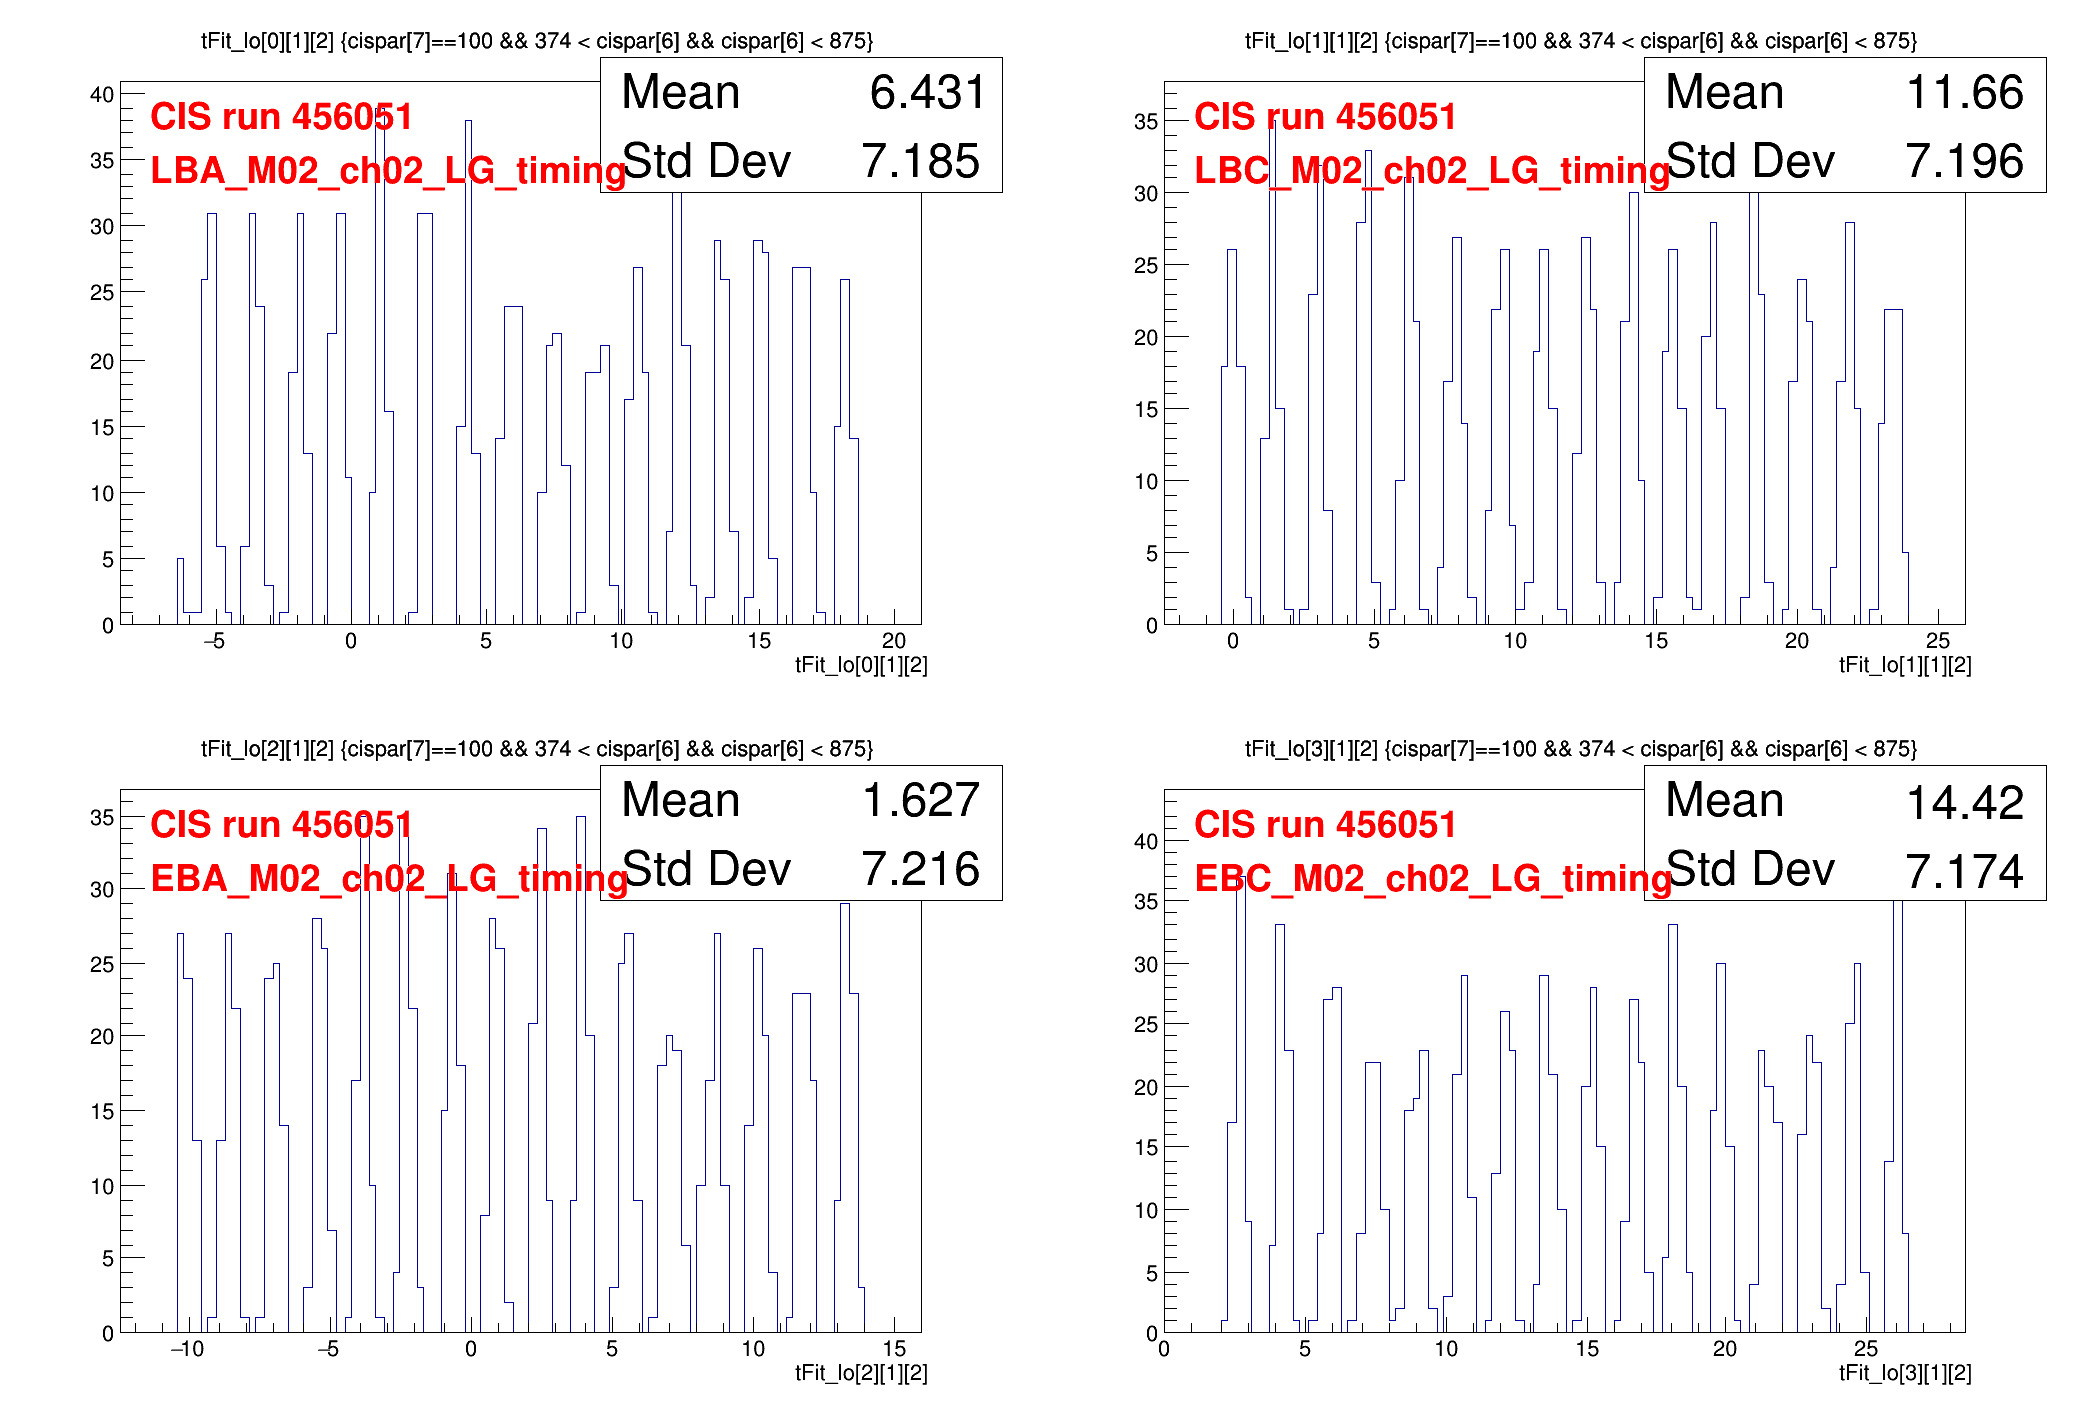 tFit_lo[0][1][2] {cispar[7]==100 && 374 < cispar[6] && cispar[6] < 875}
Mean 6.431
Std Dev 7.185
CIS run 456051
LBA_M02_ch02_LG_timing
40
35
30
25
20
15
10
5
0
−5 0 5 10 15 20
tFit_lo[0][1][2]
tFit_lo[1][1][2] {cispar[7]==100 && 374 < cispar[6] && cispar[6] < 875}
Mean 11.66
Std Dev 7.196
CIS run 456051
LBC_M02_ch02_LG_timing
35
30
25
20
15
10
5
0
0 5 10 15 20 25
tFit_lo[1][1][2]
tFit_lo[2][1][2] {cispar[7]==100 && 374 < cispar[6] && cispar[6] < 875}
Mean 1.627
Std Dev 7.216
CIS run 456051
EBA_M02_ch02_LG_timing
35
30
25
20
15
10
5
0
−10 −5 0 5 10 15
tFit_lo[2][1][2]
tFit_lo[3][1][2] {cispar[7]==100 && 374 < cispar[6] && cispar[6] < 875}
Mean 14.42
Std Dev 7.174
CIS run 456051
EBC_M02_ch02_LG_timing
40
35
30
25
20
15
10
5
0
0 5 10 15 20 25
tFit_lo[3][1][2]